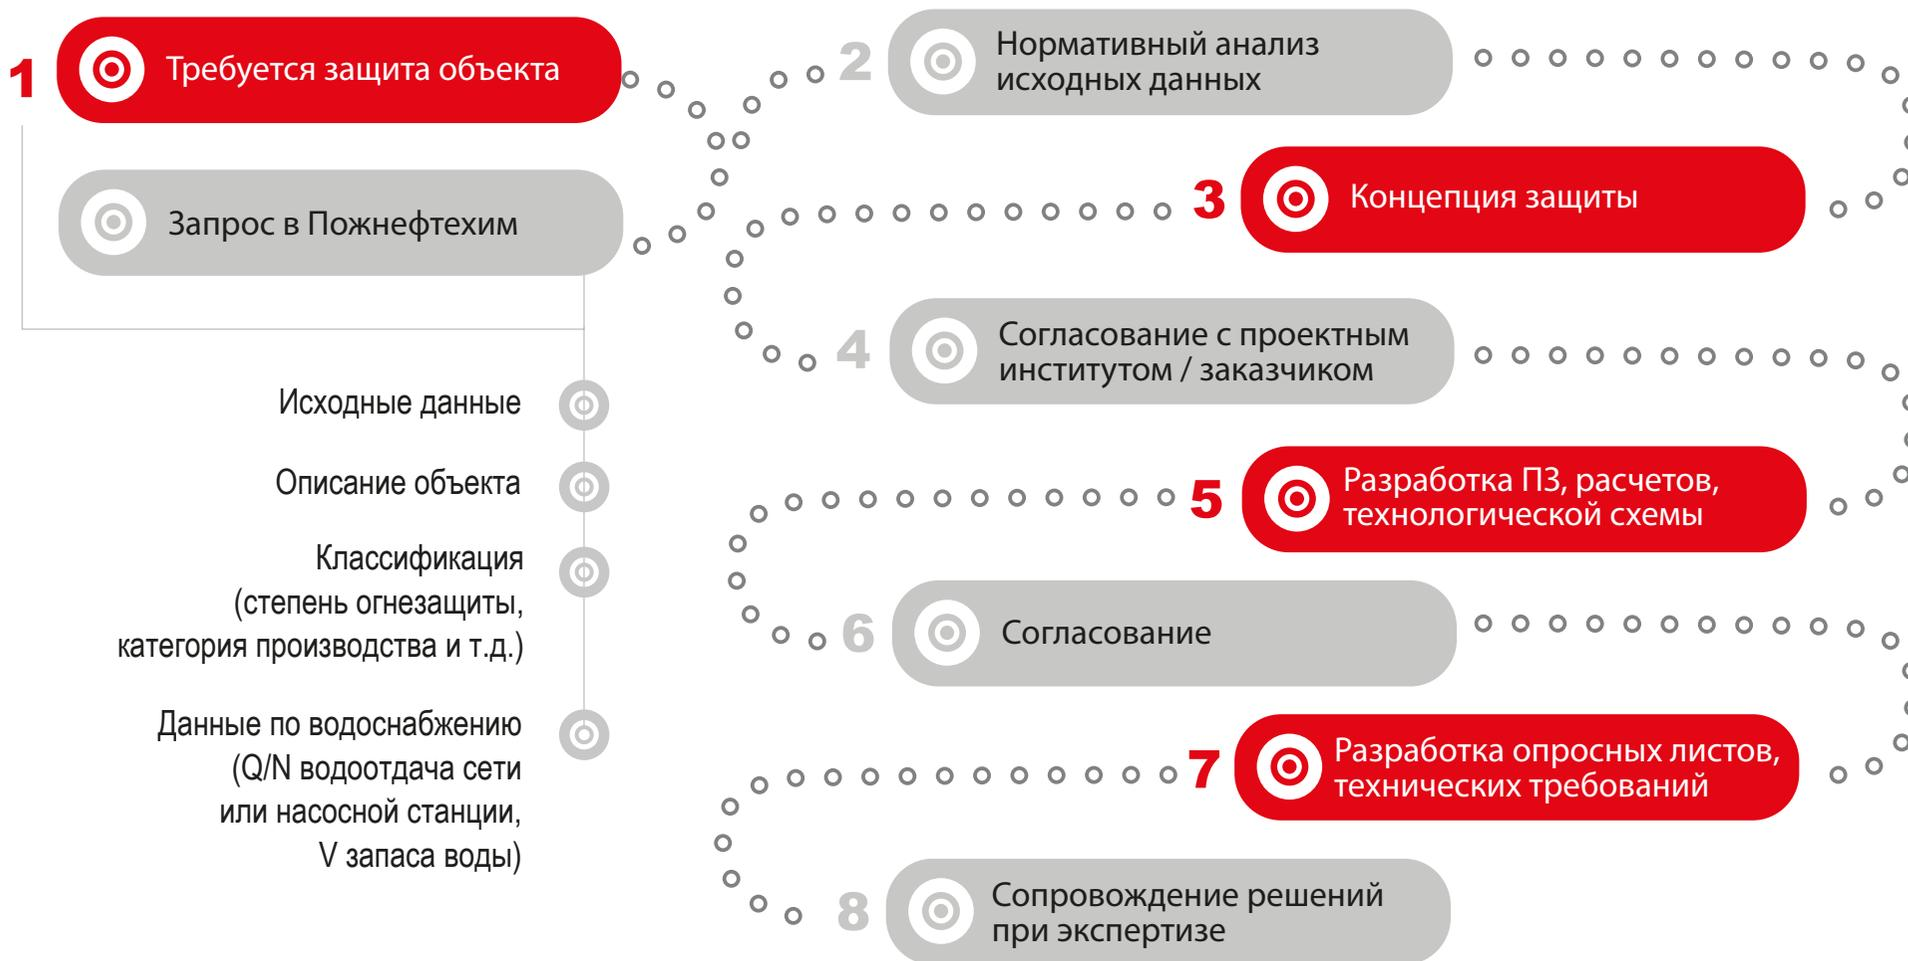 1
Требуется защита объекта
Запрос в Пожнефтехим
Исходные данные
Описание объекта
Классификация
(степень огнезащиты,
категория производства и т.д.)
Данные по водоснабжению
(Q/N водоотдача сети
или насосной станции,
V запаса воды)
2
Нормативный анализ
исходных данных
3
Концепция защиты
4
Согласование с проектным
институтом / заказчиком
5
Разработка ПЗ, расчетов,
технологической схемы
6
Согласование
7
Разработка опросных листов,
технических требований
8
Сопровождение решений
при экспертизе